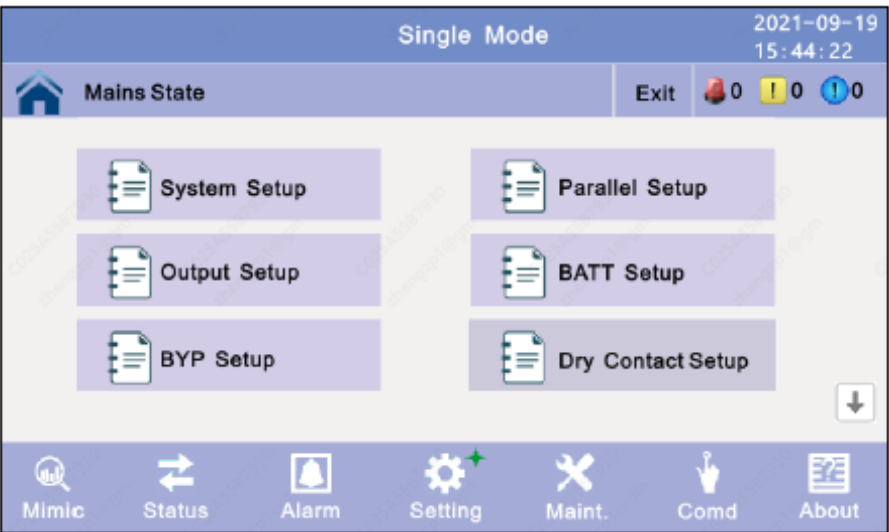 Single Mode
2021-09-19
15:44:22
Mains State
Exit
0
0
0
System Setup
Parallel Setup
Output Setup
BATT Setup
BYP Setup
Dry Contact Setup
Mimic
Status
Alarm
Setting
Maint.
Comd
About